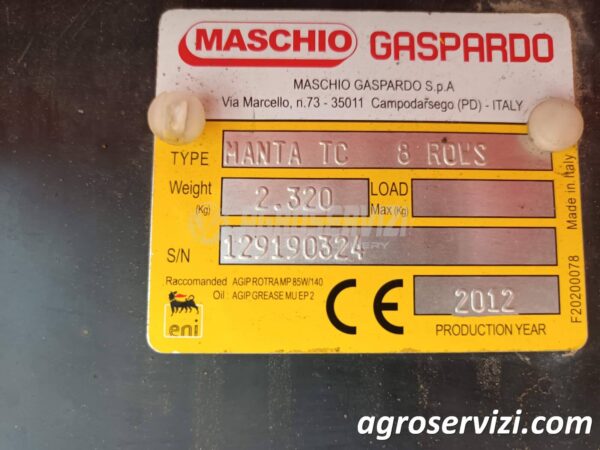 MASCHIO GASPARDO
MASCHIO GASPARDO S.p.A
Via Marcello, n.73 - 35011 Campodarsego (PD) - ITALY
TYPE MANTA TC 8 ROWS
Weight (Kg) 2.320 LOAD Max (Kg)
S/N 129190324
AGROSERVIZI
Raccomanded AGIP ROTRA MP 85W/140
Oil : AGIP GREASE MU EP 2
eni
CE
2012
PRODUCTION YEAR
F20200078 Made in Italy
agroservizi.com